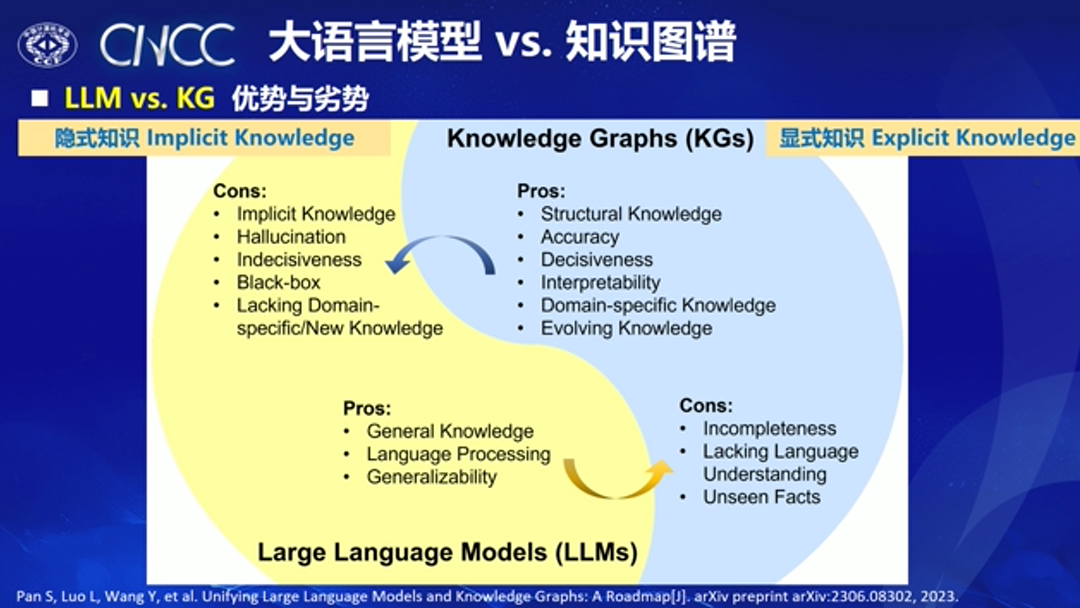 CNCC 大语言模型 vs. 知识图谱
LLM vs. KG 优势与劣势
隐式知识 Implicit Knowledge
Knowledge Graphs (KGs)
显式知识 Explicit Knowledge
Cons:
• Implicit Knowledge
• Hallucination
• Indecisiveness
• Black-box
• Lacking Domain-
specific/New Knowledge
Pros:
• Structural Knowledge
• Accuracy
• Decisiveness
• Interpretability
• Domain-specific Knowledge
• Evolving Knowledge
Pros:
• General Knowledge
• Language Processing
• Generalizability
Cons:
• Incompleteness
• Lacking Language
Understanding
• Unseen Facts
Large Language Models (LLMs)
Pan S, Luo L, Wang Y, et al. Unifying Large Language Models and Knowledge Graphs: A Roadmap[J]. arXiv preprint arXiv:2306.08302, 2023.